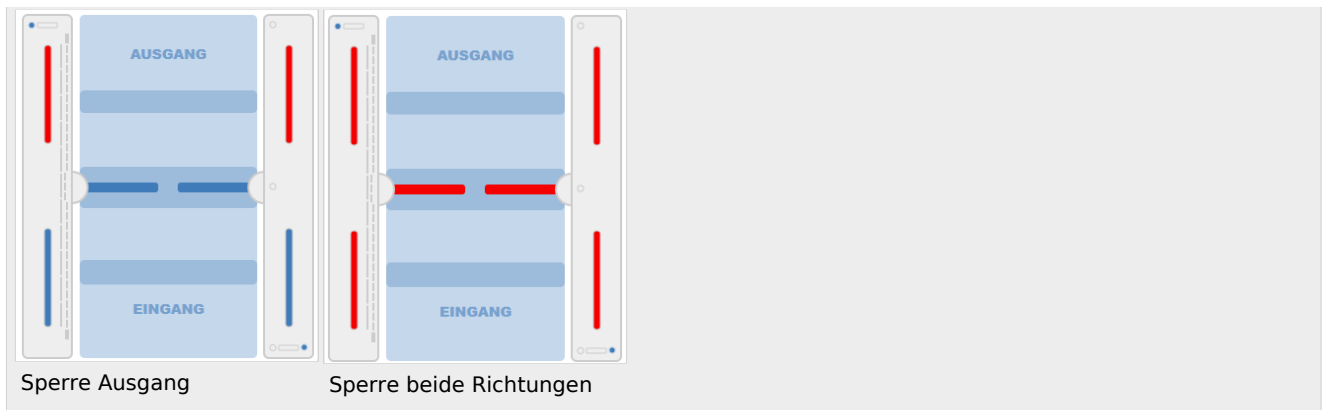 AUSGANG
EINGANG
Sperre Ausgang
AUSGANG
EINGANG
Sperre beide Richtungen